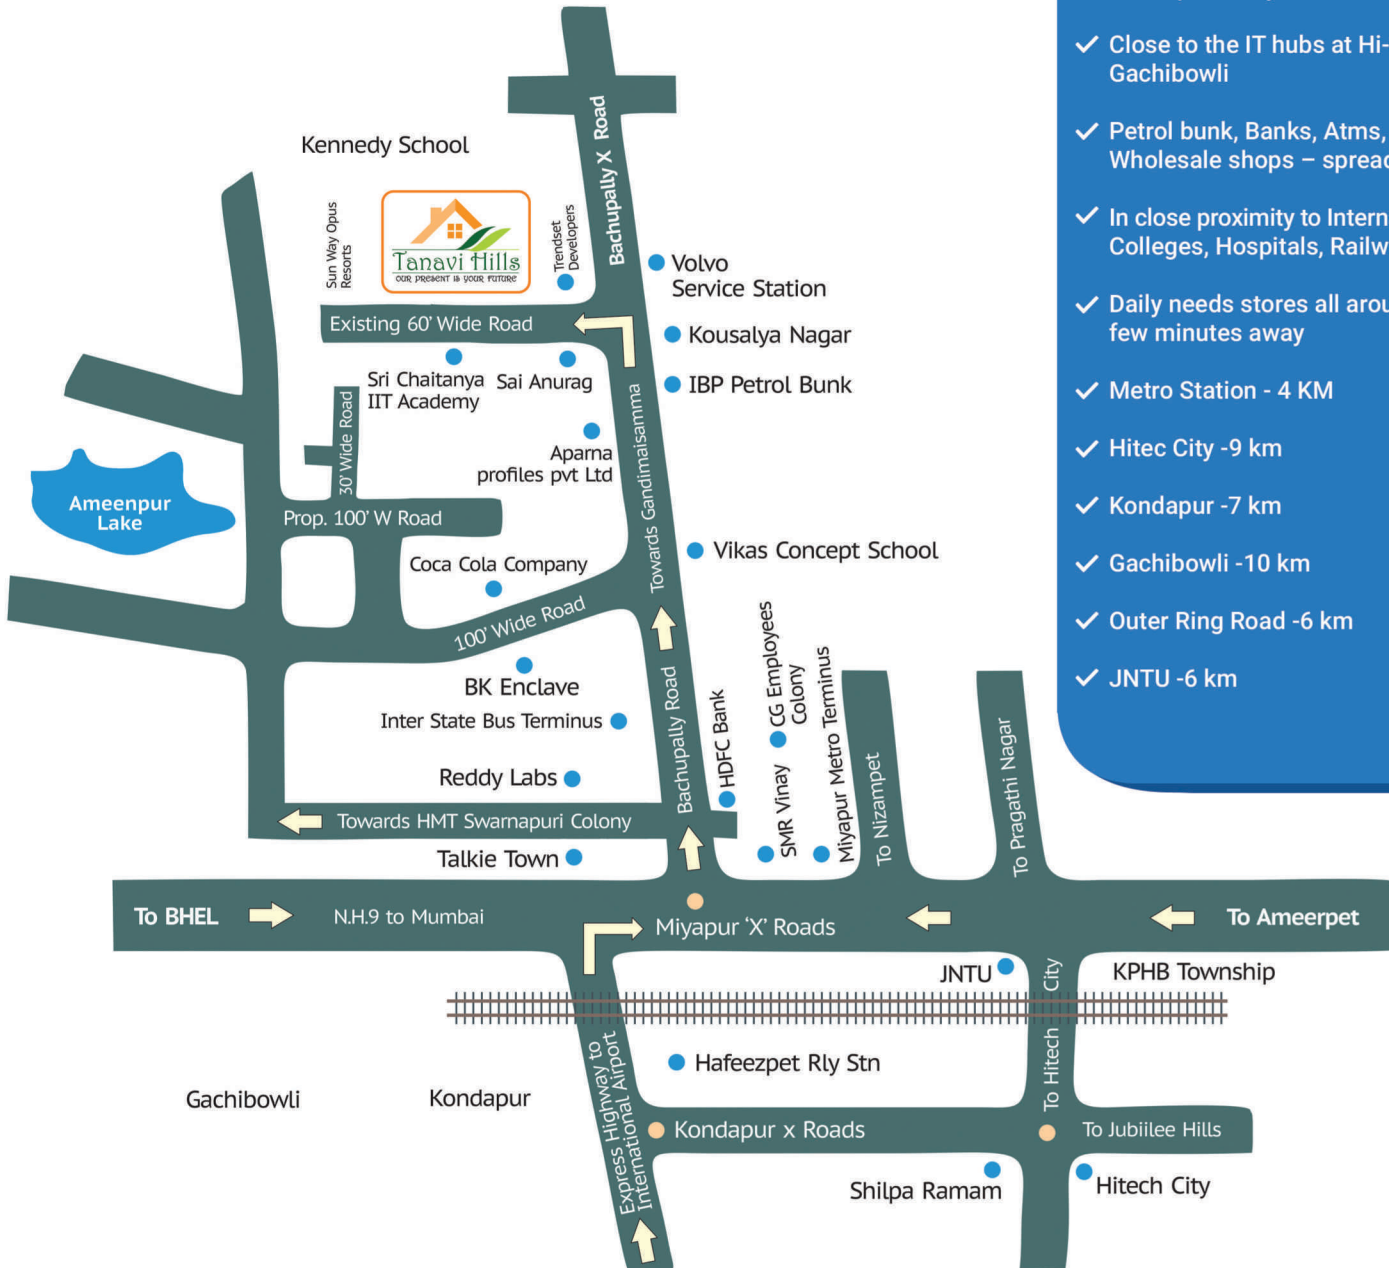 Close to the IT hubs at Hi-
Gachibowli
Petrol bunk, Banks, Atms,
Wholesale shops – spread
In close proximity to Intern
Colleges, Hospitals, Railw
Daily needs stores all arou
few minutes away
Metro Station - 4 KM
Hitec City -9 km
Kondapur -7 km
Gachibowli -10 km
Outer Ring Road -6 km
JNTU -6 km
Kennedy School
Bachupally X Road
Sun Way Opus
Resorts
Tanavi Hills
OUR PRESENT IS YOUR FUTURE
Trendset
Developers
Volvo
Service Station
Existing 60' Wide Road
Kousalya Nagar
Sri Chaitanya
IIT Academy
Sai Anurag
IBP Petrol Bunk
30' Wide Road
Aparna
profiles pvt Ltd
Towards Gandimaisamma
Ameenpur
Lake
Prop. 100' W Road
Vikas Concept School
Coca Cola Company
100' Wide Road
BK Enclave
Inter State Bus Terminus
Bachupally Road
HDFC Bank
CG Employees
Colony
SMR Vinay
Miyapur Metro Terminus
To Nizampet
To Pragathi Nagar
Reddy Labs
Towards HMT Swarnapuri Colony
Talkie Town
To BHEL
N.H.9 to Mumbai
Miyapur ‘X’ Roads
To Ameerpet
JNTU
KPHB Township
To Hitech City
Hafeezpet Rly Stn
Gachibowli
Kondapur
Express Highway to
International Airport
Kondapur x Roads
To Jubiilee Hills
Shilpa Ramam
Hitech City